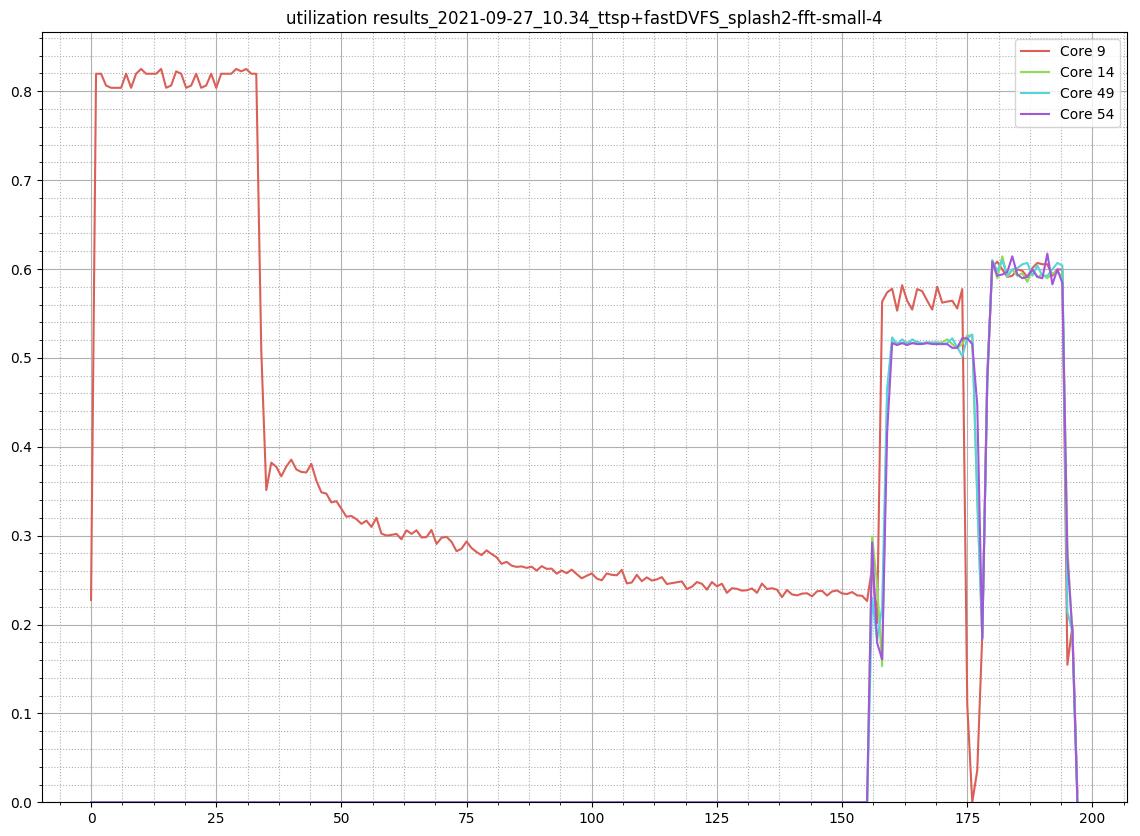 utilization results_2021-09-27_10.34_ttsp+fastDVFS_splash2-fft-small-4
Core 9
Core 14
Core 49
Core 54
0.8
0.7
0.6
0.5
0.4
0.3
0.2
0.1
0.0
0 25 50 75 100 125 150 175 200